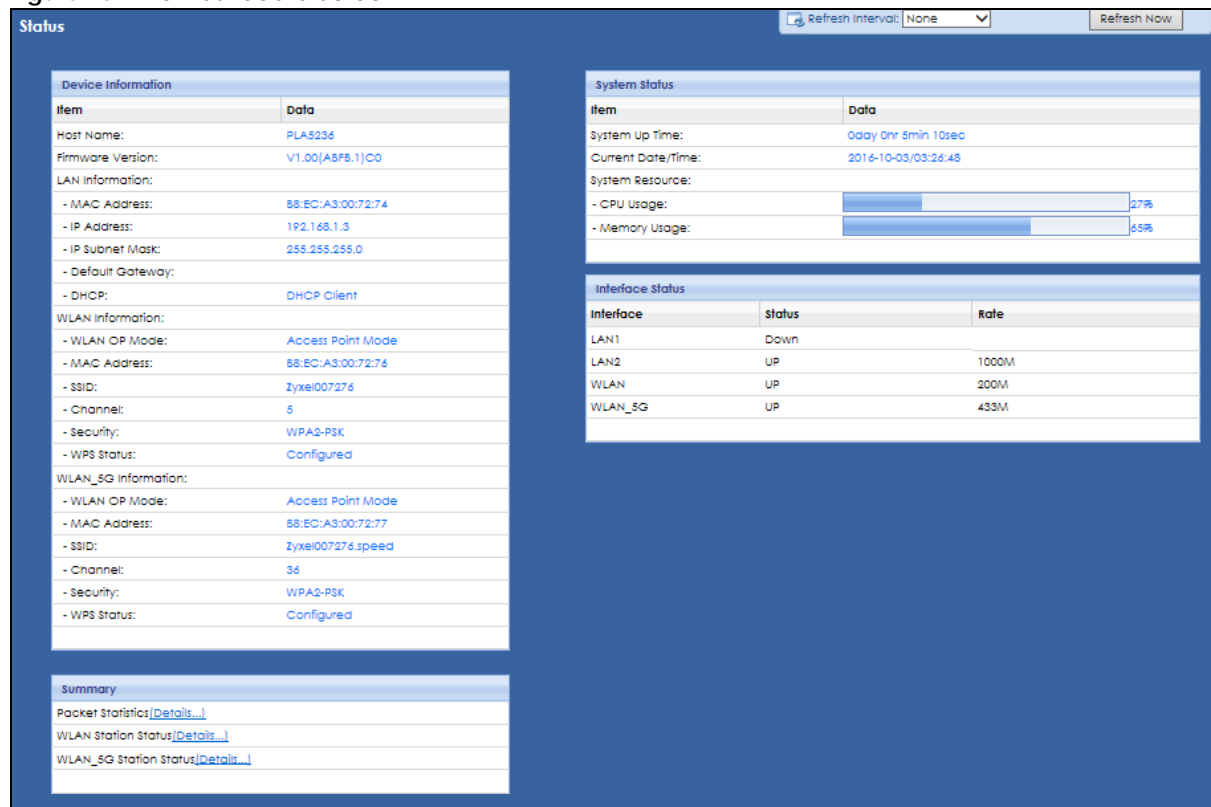 Status
Refresh Interval: None
Refresh Now
Device Information
Item Data
Host Name: PLA5236
Firmware Version: V1.00(ABFB.1)C0
LAN Information:
- MAC Address: B8:EC:A3:00:72:74
- IP Address: 192.168.1.3
- IP Subnet Mask: 255.255.255.0
- Default Gateway:
- DHCP: DHCP Client
WLAN Information:
- WLAN OP Mode: Access Point Mode
- MAC Address: B8:EC:A3:00:72:76
- SSID: Zyxel007276
- Channel: 5
- Security: WPA2-PSK
- WPS Status: Configured
WLAN_5G Information:
- WLAN OP Mode: Access Point Mode
- MAC Address: B8:EC:A3:00:72:77
- SSID: Zyxel007276.speed
- Channel: 36
- Security: WPA2-PSK
- WPS Status: Configured
Summary
Packet Statistics(Details...)
WLAN Station Status(Details...)
WLAN_5G Station Status(Details...)
System Status
Item Data
System Up Time: 0day 0hr 5min 10sec
Current Date/Time: 2016-10-03/03:26:48
System Resource:
- CPU Usage: 27%
- Memory Usage: 65%
Interface Status
Interface Status Rate
LAN1 Down
LAN2 UP 1000M
WLAN UP 200M
WLAN_5G UP 433M